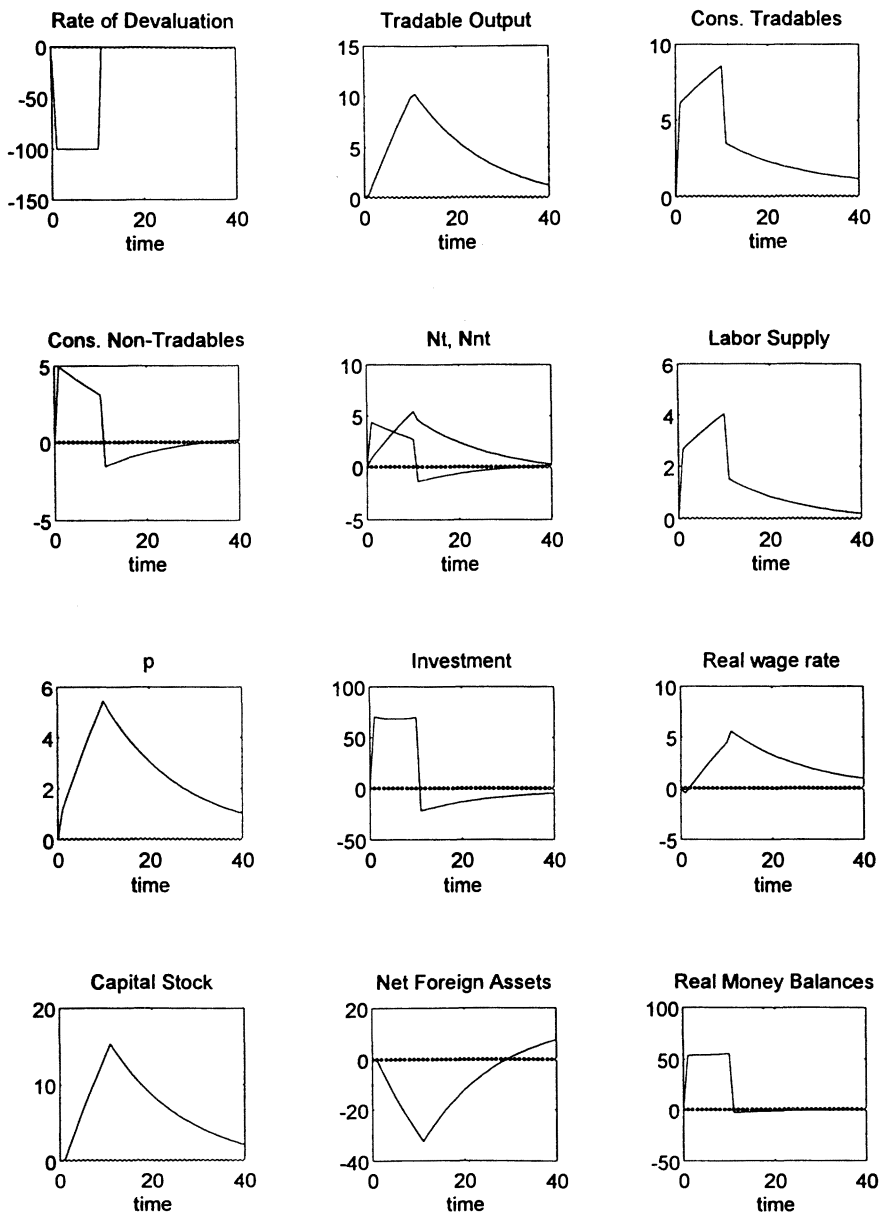 Rate of Devaluation
0
-50
-100
-150
0 20 40
time
Tradable Output
15
10
5
0
0 20 40
time
Cons. Tradables
10
5
0
0 20 40
time
Cons. Non-Tradables
5
0
-5
0 20 40
time
Nt, Nnt
10
5
0
-5
0 20 40
time
Labor Supply
6
4
2
0
0 20 40
time
p
6
4
2
0
0 20 40
time
Investment
100
50
0
-50
0 20 40
time
Real wage rate
10
5
0
-5
0 20 40
time
Capital Stock
20
10
0
0 20 40
time
Net Foreign Assets
20
0
-20
-40
0 20 40
time
Real Money Balances
100
50
0
-50
0 20 40
time